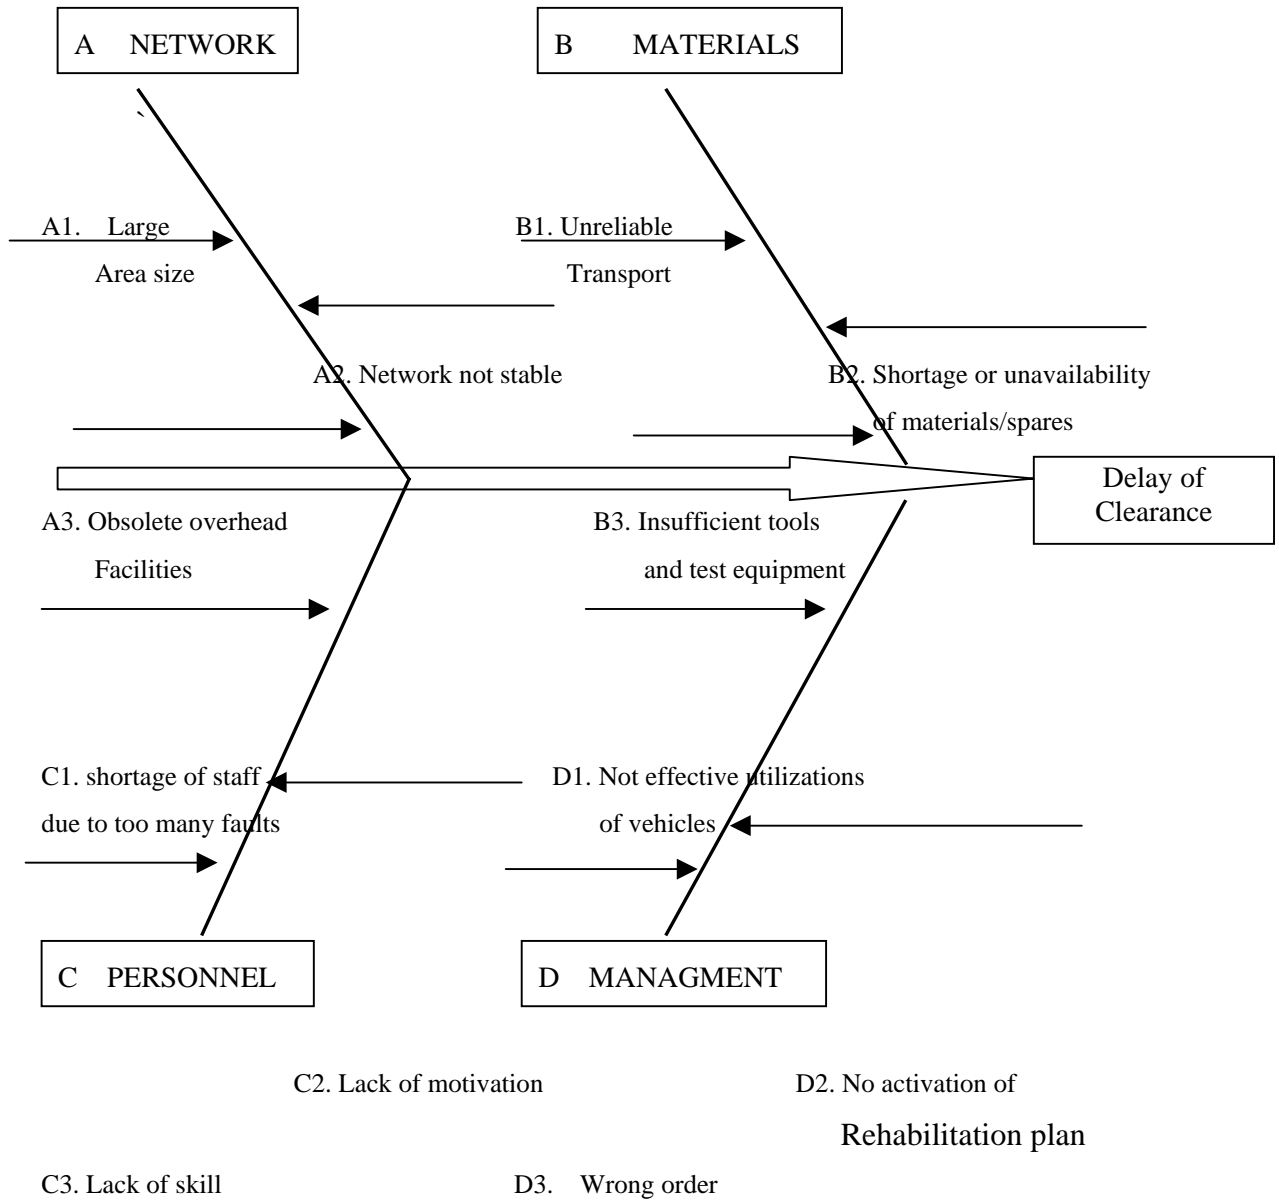 A NETWORK
B MATERIALS
`
A1. Large
Area size
B1. Unreliable
Transport
A2. Network not stable
B2. Shortage or unavailability
of materials/spares
Delay of
Clearance
A3. Obsolete overhead
Facilities
B3. Insufficient tools
and test equipment
C1. shortage of staff
due to too many faults
D1. Not effective utilizations
of vehicles
C PERSONNEL
D MANAGMENT
C2. Lack of motivation
D2. No activation of
Rehabilitation plan
C3. Lack of skill
D3. Wrong order